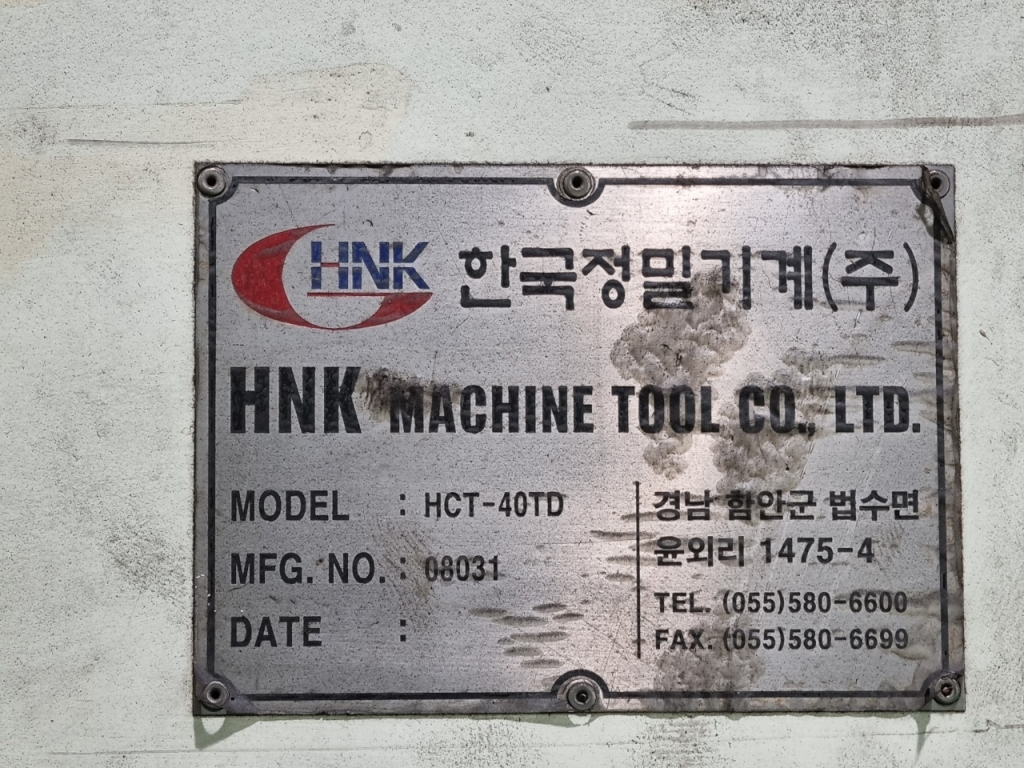 HNK 한국정밀기계(주)
HNK MACHINE TOOL CO., LTD.
MODEL : HCT-40TD
MFG. NO. : 08031
DATE :
경남 함안군 법수면
윤외리 1475-4
TEL. (055)580-6600
FAX. (055)580-6699